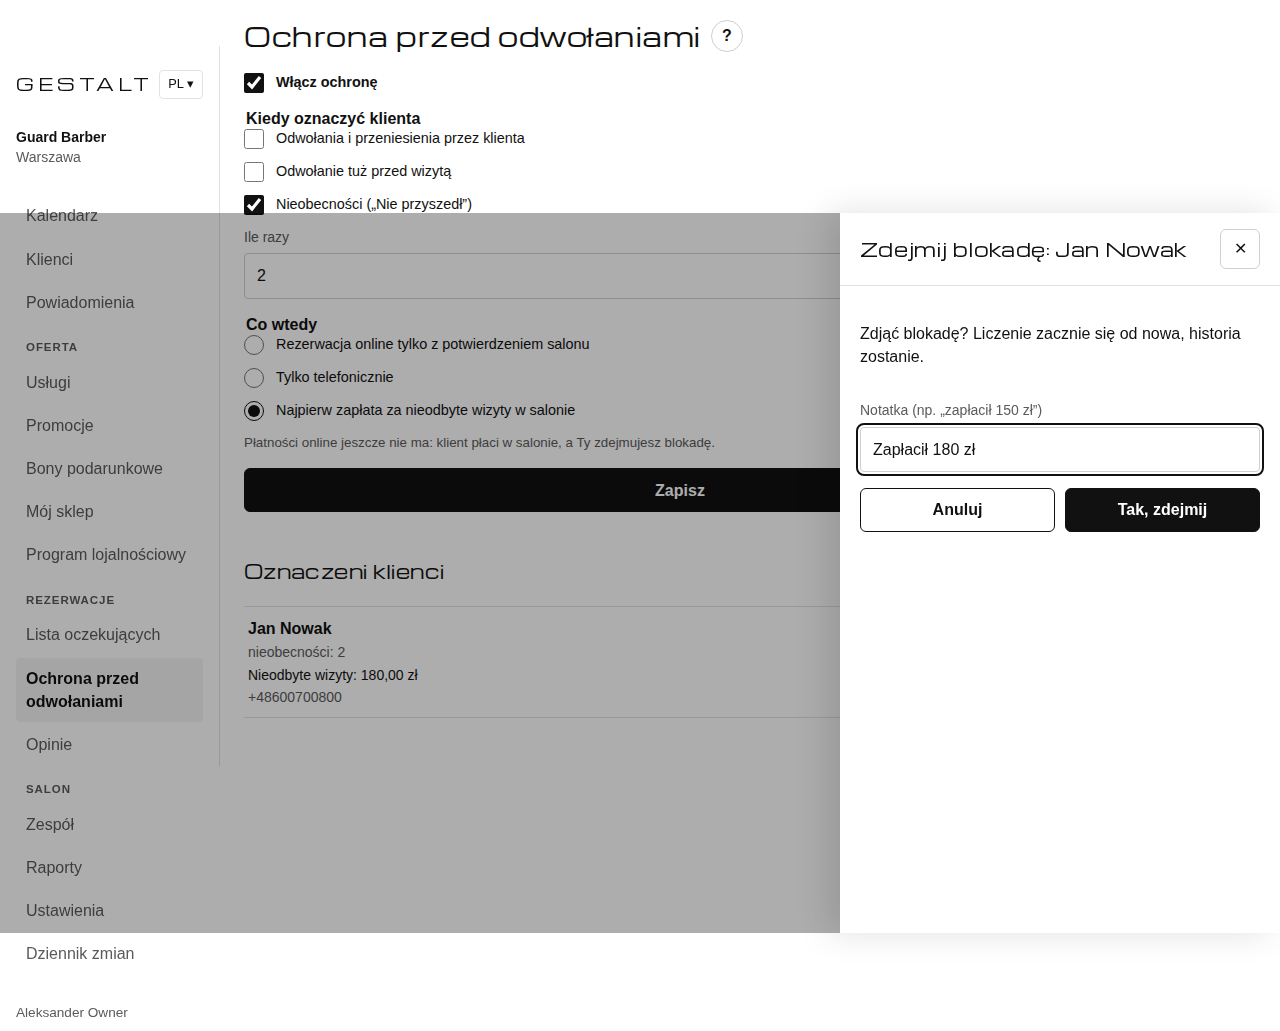 GESTALT
PL ▾
Guard Barber
Warszawa
Kalendarz
Klienci
Powiadomienia
OFERTA
Usługi
Promocje
Bony podarunkowe
Mój sklep
Program lojalnościowy
REZERWACJE
Lista oczekujących
Ochrona przed
odwołaniami
Opinie
SALON
Zespół
Raporty
Ustawienia
Dziennik zmian
Aleksander Owner
Ochrona przed odwołaniami
?
Włącz ochronę
Kiedy oznaczyć klienta
Odwołania i przeniesienia przez klienta
Odwołanie tuż przed wizytą
Nieobecności („Nie przyszedł”)
Ile razy
2
Co wtedy
Rezerwacja online tylko z potwierdzeniem salonu
Tylko telefonicznie
Najpierw zapłata za nieodbyte wizyty w salonie
Płatności online jeszcze nie ma: klient płaci w salonie, a Ty zdejmujesz blokadę.
Zapisz
Oznaczeni klienci
Jan Nowak
nieobecności: 2
Nieodbyte wizyty: 180,00 zł
+48600700800
Zdejmij blokadę: Jan Nowak
✕
Zdjąć blokadę? Liczenie zacznie się od nowa, historia
zostanie.
Notatka (np. „zapłacił 150 zł”)
Zapłacił 180 zł
Anuluj
Tak, zdejmij